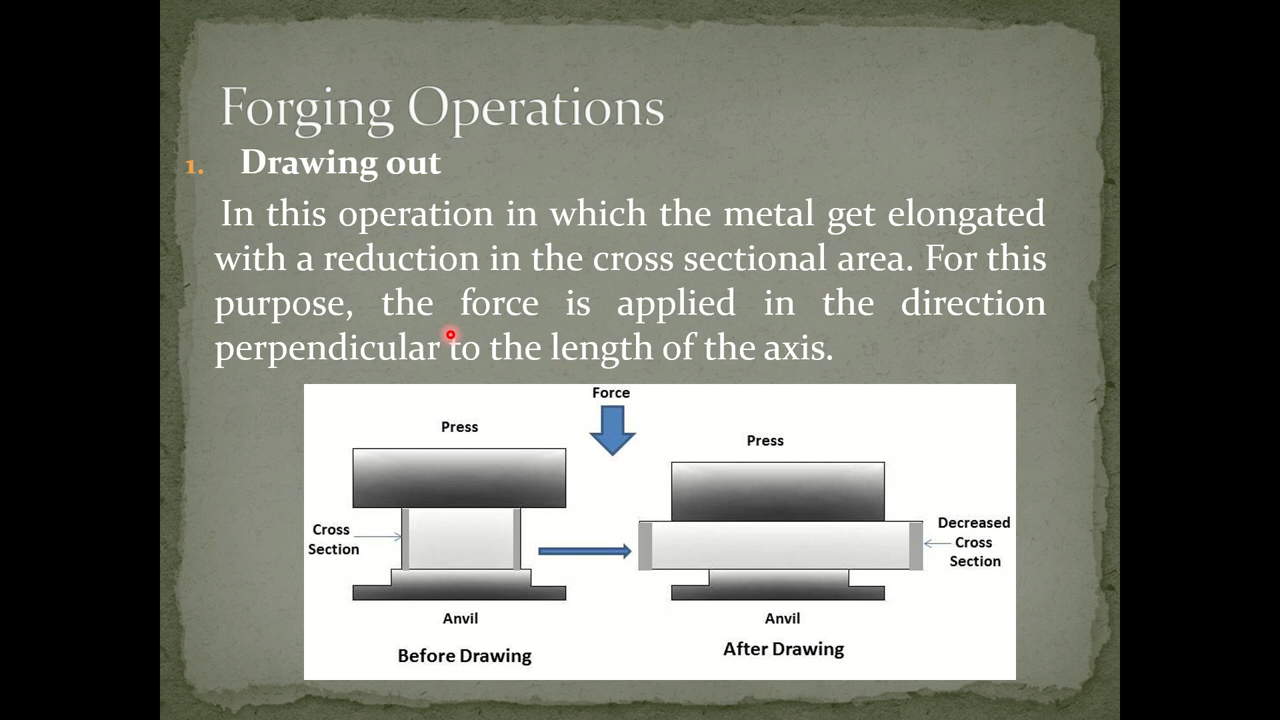 Forging Operations
1. Drawing out
In this operation in which the metal get elongated
with a reduction in the cross sectional area. For this
purpose, the force is applied in the direction
perpendicular to the length of the axis.
Force
Press
Press
Cross
Section
Decreased
Cross
Section
Anvil
Anvil
Before Drawing
After Drawing